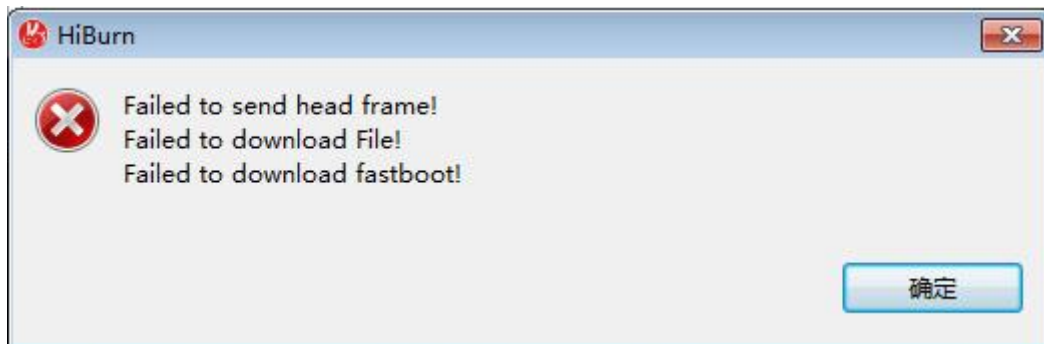 HiBurn
Failed to send head frame!
Failed to download File!
Failed to download fastboot!
确定